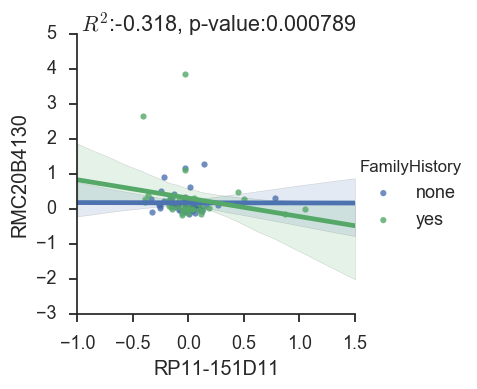 R²:-0.318, p-value:0.000789
5
4
3
2
1
0
−1
−2
−3
RMC20B4130
−1.0 −0.5 0.0 0.5 1.0 1.5
RP11-151D11
FamilyHistory
none
yes